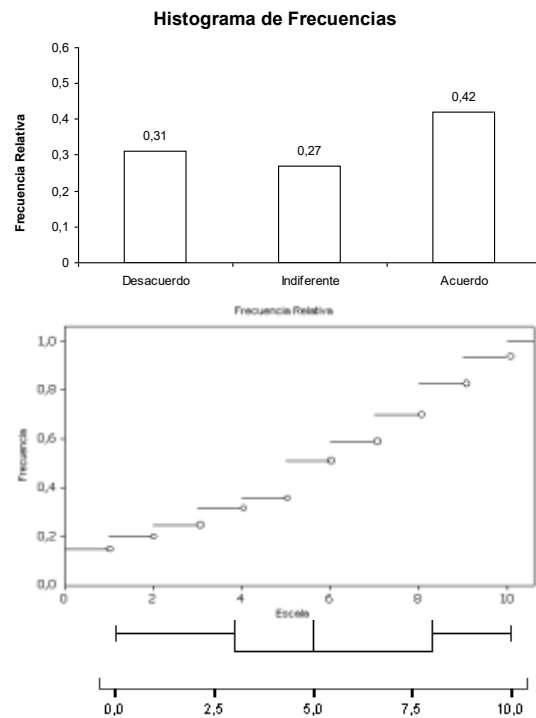 Histograma de Frecuencias
Frecuencia Relativa
0,6
0,5
0,4
0,3
0,2
0,1
0
0,31
0,27
0,42
Desacuerdo Indiferente Acuerdo
Frecuencia Relativa
Frecuencia
1,0
0,8
0,6
0,4
0,2
0,0
0 2 4 6 8 10
Escala
0,0 2,5 5,0 7,5 10,0